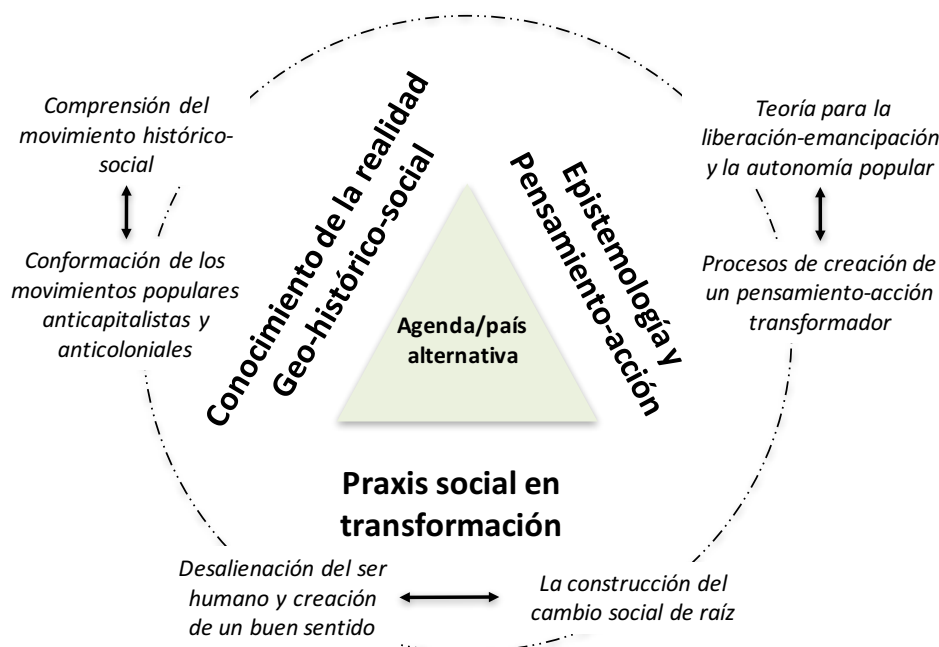 Comprensión del
movimiento histórico-
social
Conformación de los
movimientos populares
anticapitalistas y
anticoloniales
Conocimiento de la realidad
Geo-histórico-social
Agenda/país
alternativa
Epistemología y
Pensamiento-acción
Teoría para la
liberación-emancipación
y la autonomía popular
Procesos de creación de
un pensamiento-acción
transformador
Praxis social en
transformación
Desalienación del ser
humano y creación
de un buen sentido
La construcción del
cambio social de raíz